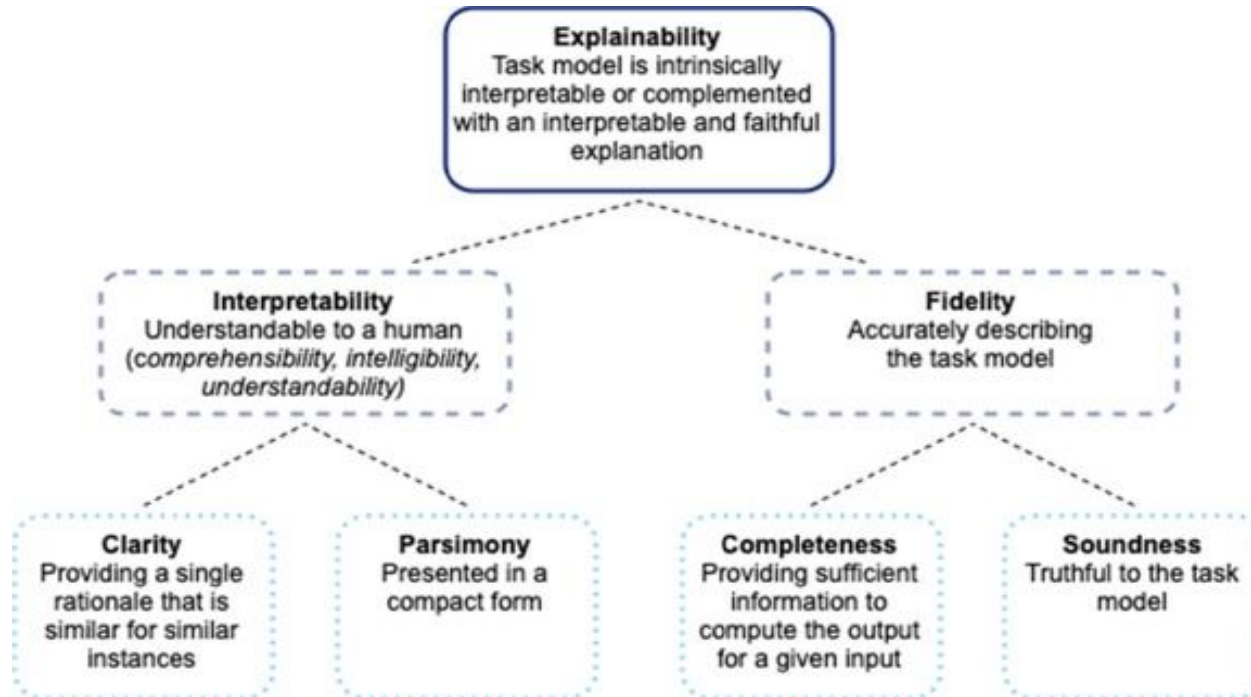 Explainability
Task model is intrinsically
interpretable or complemented
with an interpretable and faithful
explanation
Interpretability
Understandable to a human
(comprehensibility, intelligibility,
understandability)
Fidelity
Accurately describing
the task model
Clarity
Providing a single
rationale that is
similar for similar
instances
Parsimony
Presented in a
compact form
Completeness
Providing sufficient
information to
compute the output
for a given input
Soundness
Truthful to the task
model